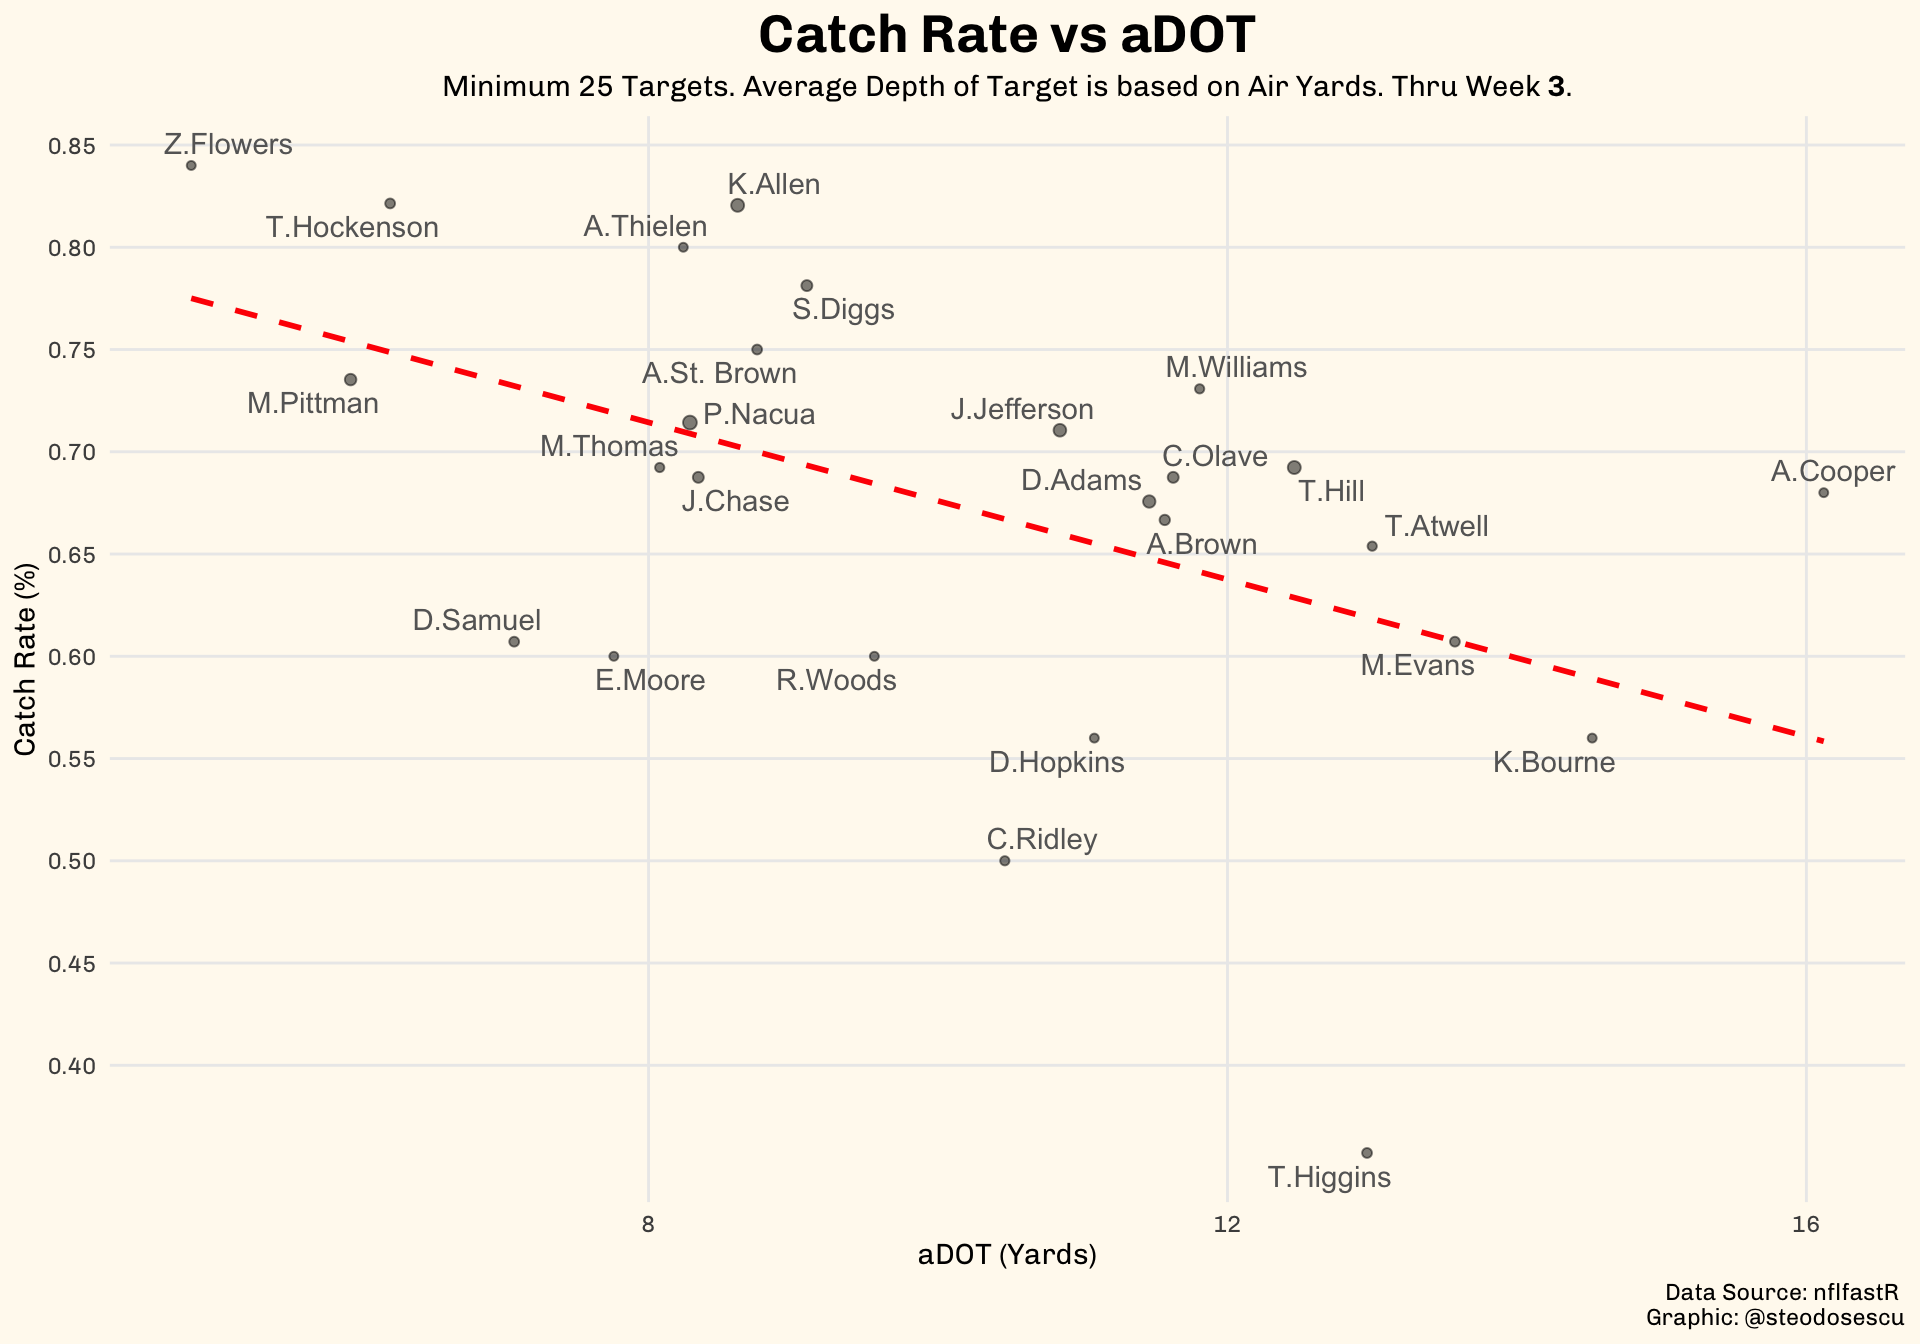 Catch Rate vs aDOT
Minimum 25 Targets. Average Depth of Target is based on Air Yards. Thru Week 3.
0.85
0.80
0.75
0.70
0.65
0.60
0.55
0.50
0.45
0.40
Catch Rate (%)
Z.Flowers
K.Allen
T.Hockenson
A.Thielen
S.Diggs
A.St. Brown
M.Williams
M.Pittman
P.Nacua
J.Jefferson
M.Thomas
C.Olave
A.Cooper
D.Adams
T.Hill
J.Chase
T.Atwell
A.Brown
D.Samuel
M.Evans
E.Moore
R.Woods
D.Hopkins
K.Bourne
C.Ridley
T.Higgins
8
12
16
aDOT (Yards)
Data Source: nflfastR
Graphic: @steodosescu